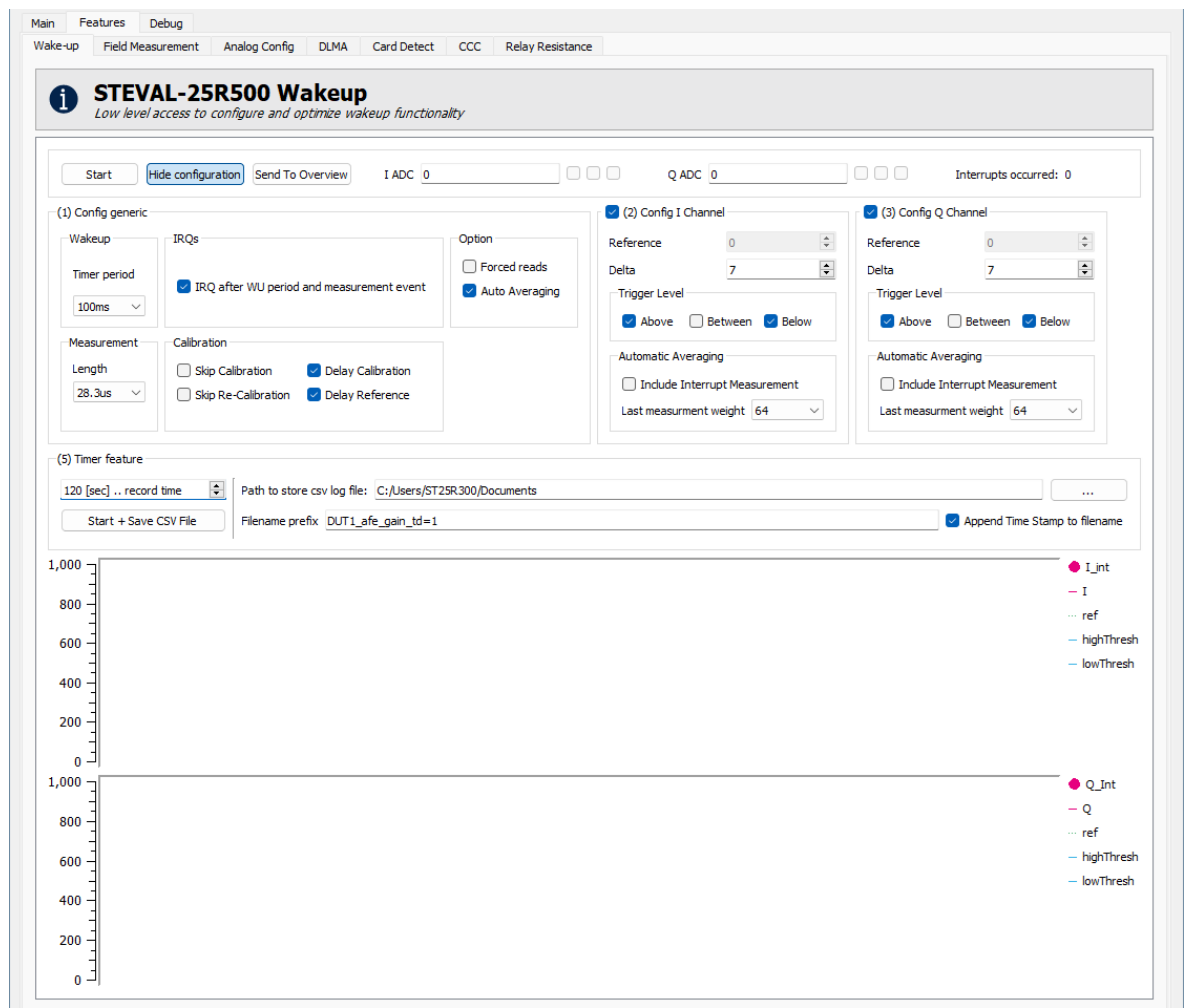 Main Features Debug
Wake-up Field Measurement Analog Config DLMA Card Detect CCC Relay Resistance
STEVAL-25R500 Wakeup
Low level access to configure and optimize wakeup functionality
Start Hide configuration Send To Overview I ADC 0 Q ADC 0 Interrupts occurred: 0
(1) Config generic (2) Config I Channel (3) Config Q Channel
Wakeup IRQs Option Reference 0 Reference 0
Timer period IRQ after WU period and measurement event Forced reads Delta 7 Delta 7
100ms Auto Averaging Trigger Level Trigger Level
Above Between Below Above Between Below
Measurement Calibration Automatic Averaging Automatic Averaging
Length Skip Calibration Delay Calibration Include Interrupt Measurement Include Interrupt Measurement
28.3us Skip Re-Calibration Delay Reference Last measurment weight 64 Last measurment weight 64
(5) Timer feature
120 [sec] .. record time Path to store csv log file: C:/Users/ST25R300/Documents ...
Start + Save CSV File Filename prefix DUT1_afe_gain_td=1 Append Time Stamp to filename
1,000 I_int
I
800 ref
600 highThresh
lowThresh
400
200
0
1,000 Q_Int
Q
800 ref
600 highThresh
lowThresh
400
200
0